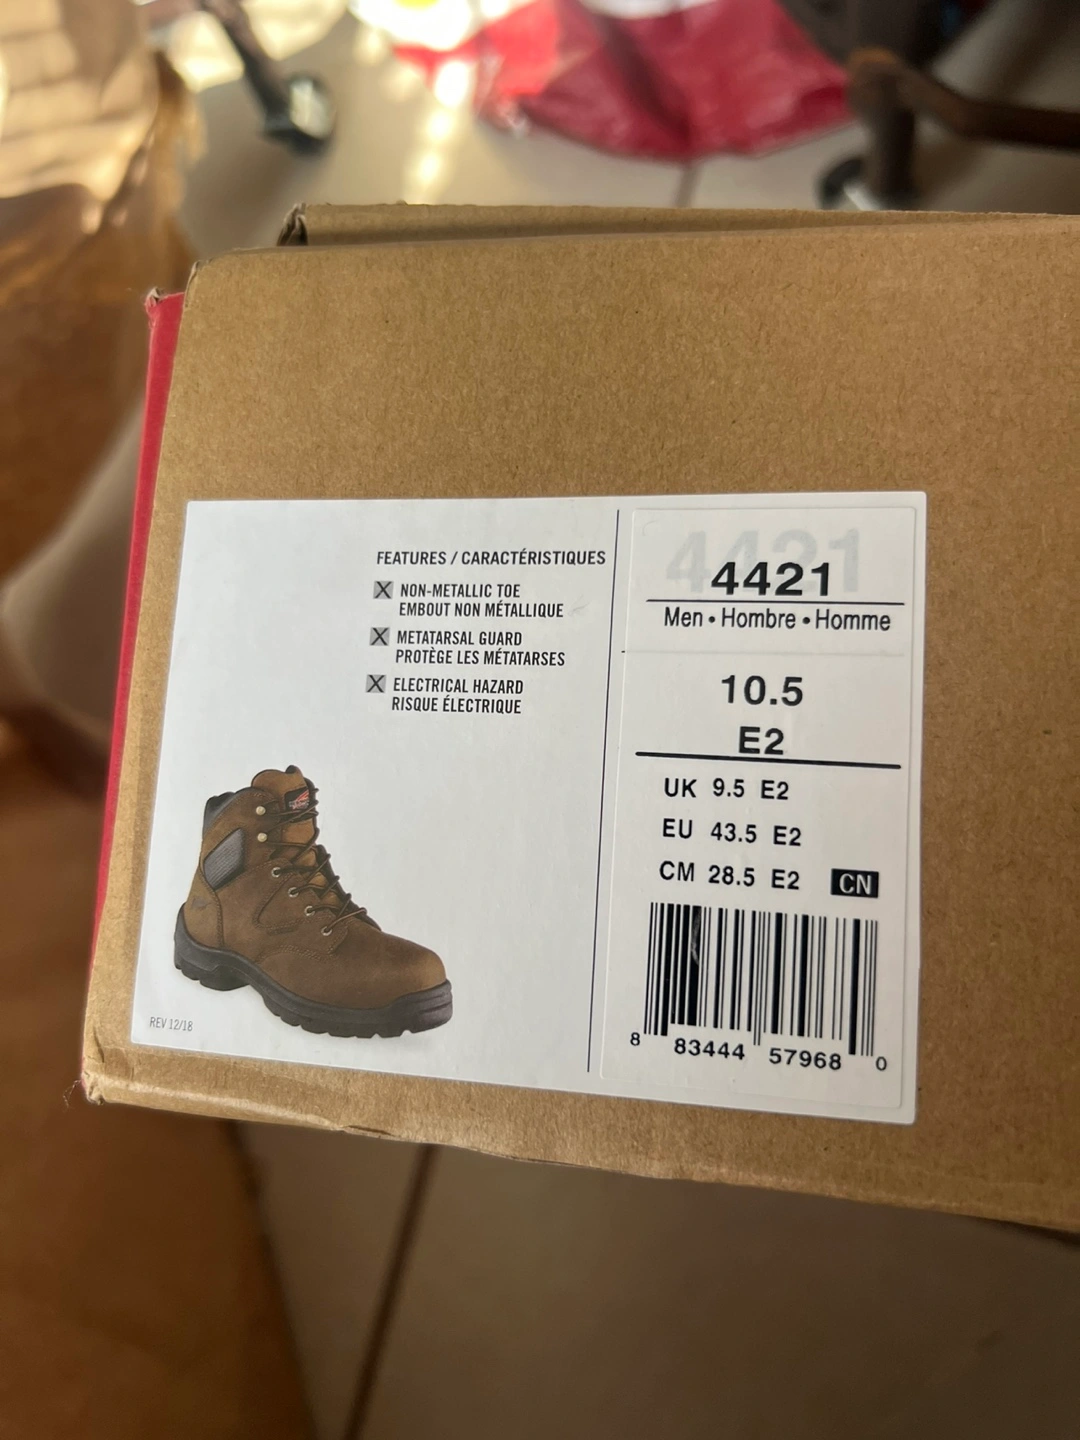 FEATURES / CARACTÉRISTIQUES
X NON-METALLIC TOE
EMBOUT NON MÉTALLIQUE
X METATARSAL GUARD
PROTÈGE LES MÉTATARSES
X ELECTRICAL HAZARD
RISQUE ÉLECTRIQUE
REV 12/18
4421
4421
Men • Hombre • Homme
10.5
E2
UK 9.5 E2
EU 43.5 E2
CM 28.5 E2 CN
8 83444 57968 0